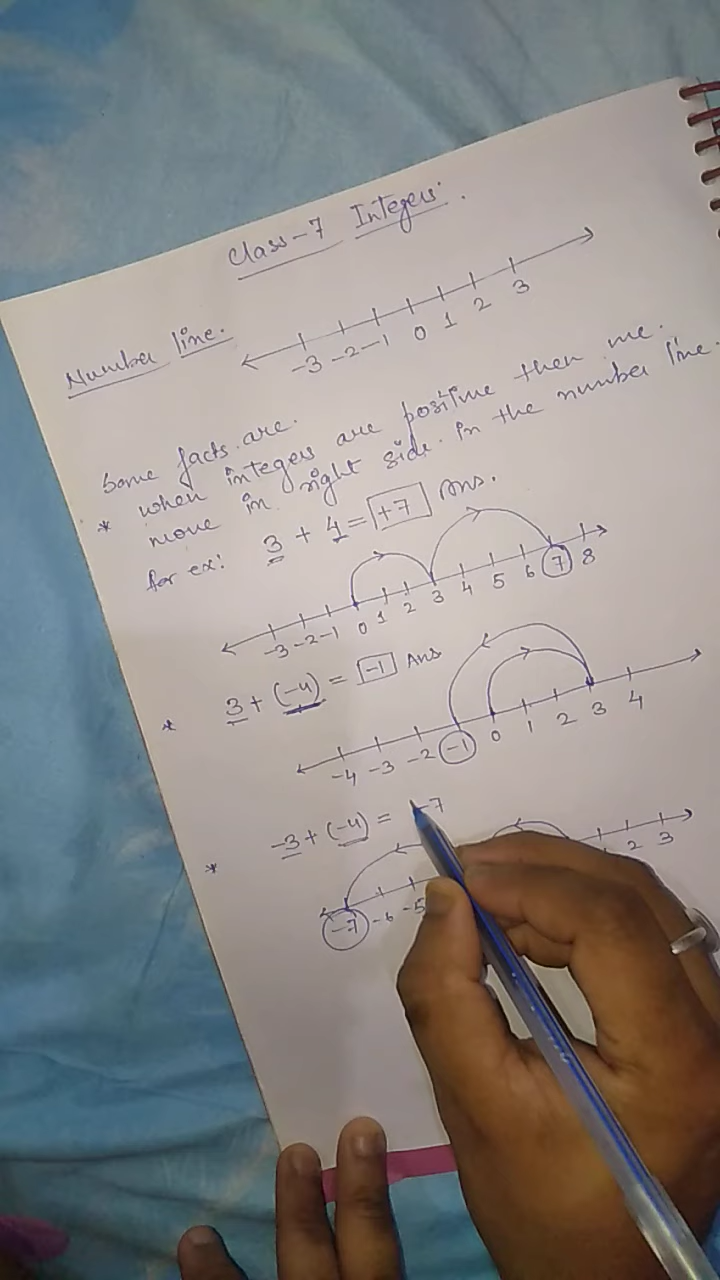 Class-7 Integers.
Number line.
-3 -2 -1 0 1 2 3
Some facts are.
* when integers are positive then me.
move in right side. in the number line.
for ex: 3 + 4 = +7 Ans.
-3 -2 -1 0 1 2 3 4 5 6 7 8
* 3 + (-4) = -1 Ans
-4 -3 -2 -1 0 1 2 3 4
* -3 + (-4) = -7
-7 -6 -5 2 3